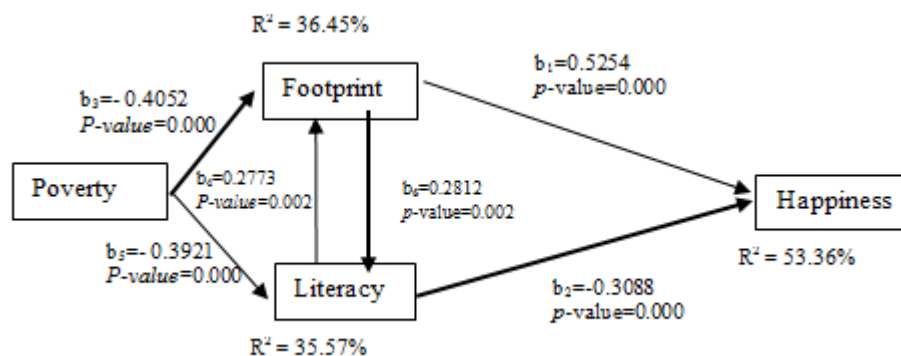 R² = 36.45%
b₁=0.5254
p-value=0.000
Footprint
b₃=- 0.4052
P-value=0.000
Poverty
b₄=0.2773
P-value=0.002
b₆=0.2812
p-value=0.002
Happiness
R² = 53.36%
b₅=- 0.3921
P-value=0.000
Literacy
b₂=-0.3088
p-value=0.000
R² = 35.57%